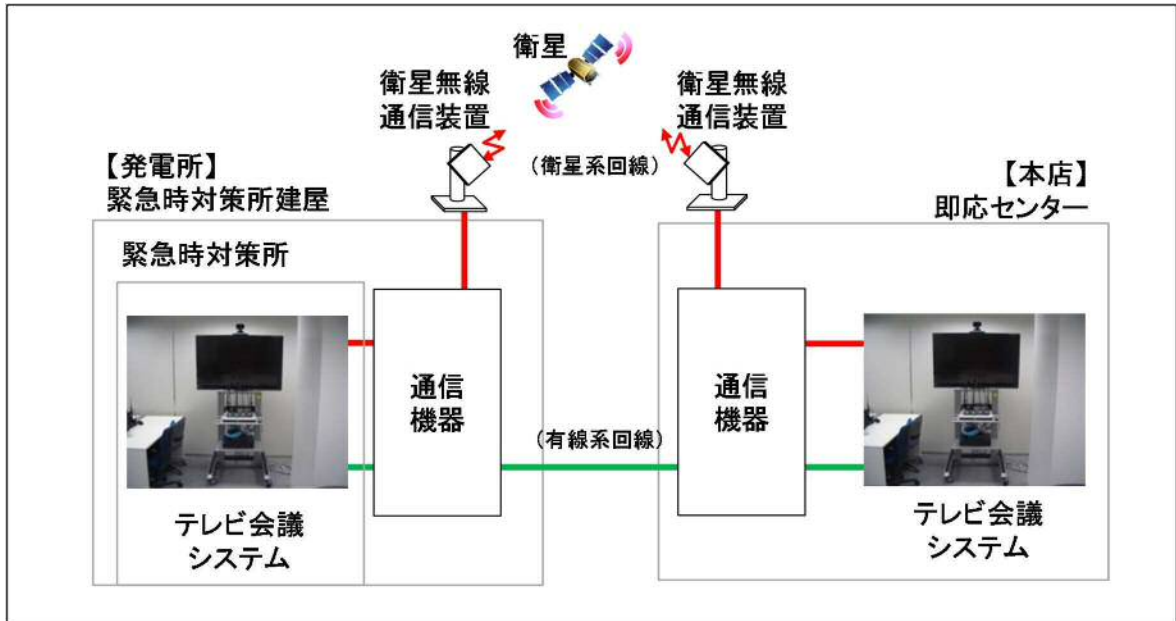 衛星
衛星無線
通信装置
衛星無線
通信装置
(衛星系回線)
【発電所】
緊急時対策所建屋
【本店】
即応センター
緊急時対策所
通信
機器
通信
機器
(有線系回線)
テレビ会議
システム
テレビ会議
システム